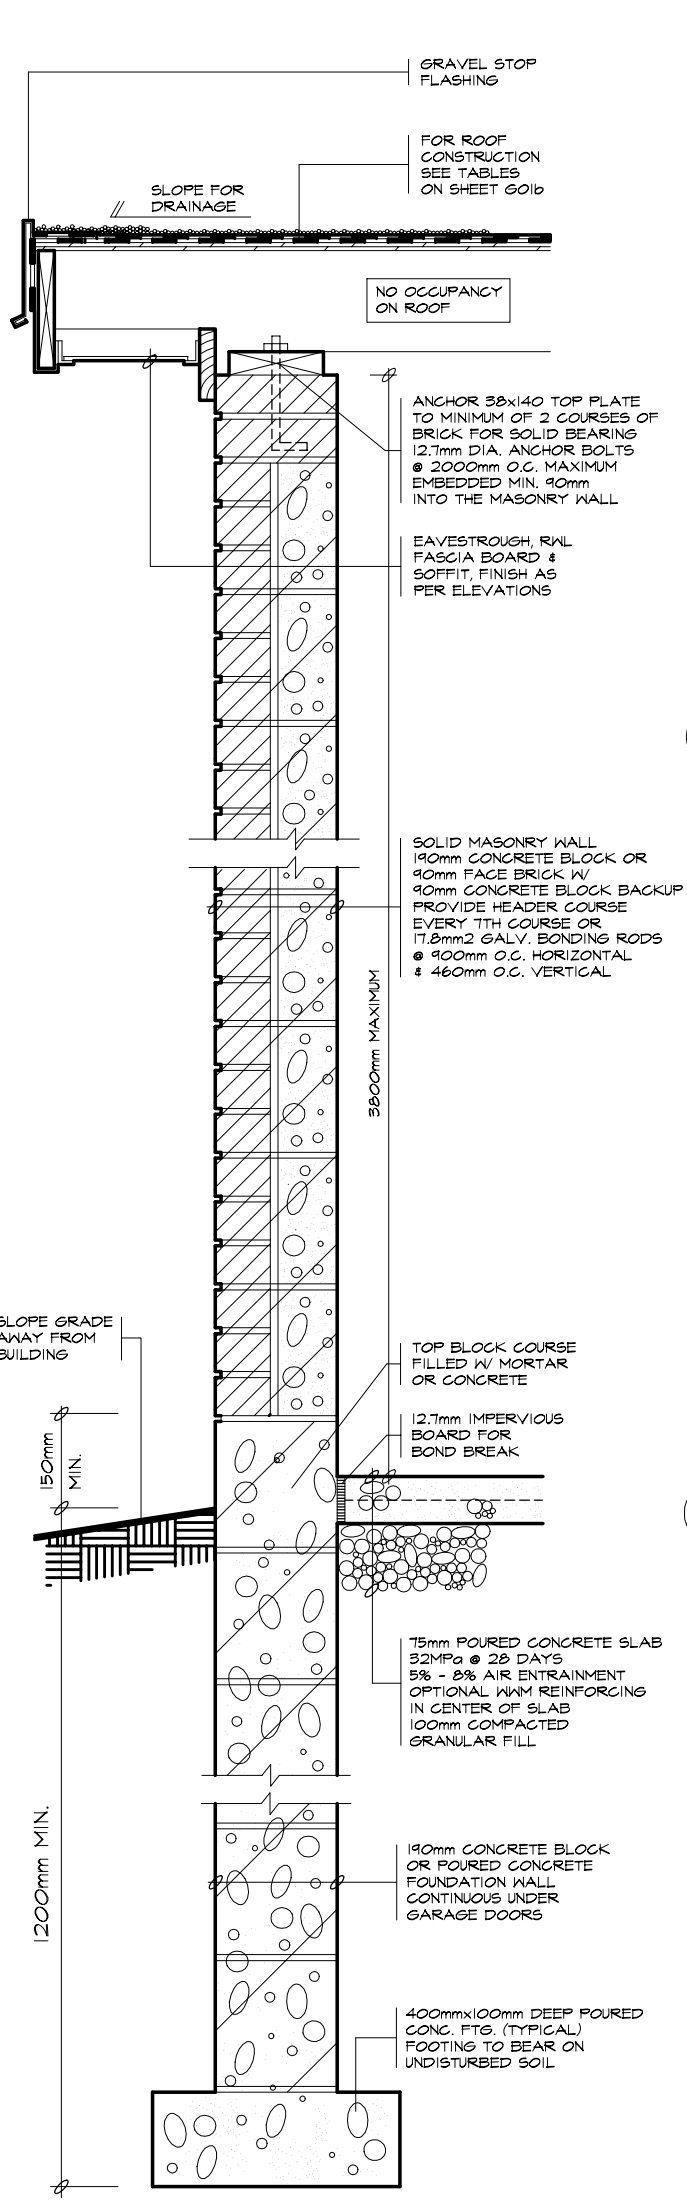 GRAVEL STOP
FLASHING
FOR ROOF
CONSTRUCTION
SEE TABLES
ON SHEET G016
SLOPE FOR
DRAINAGE
NO OCCUPANCY
ON ROOF
ANCHOR 38x140 TOP PLATE
TO MINIMUM OF 2 COURSES OF
BRICK FOR SOLID BEARING
12.7mm DIA. ANCHOR BOLTS
@ 2000mm O.C. MAXIMUM
EMBEDDED MIN. 90mm
INTO THE MASONRY WALL
EAVESTROUGH, RWL
FASCIA BOARD &
SOFFIT, FINISH AS
PER ELEVATIONS
SOLID MASONRY WALL
190mm CONCRETE BLOCK OR
90mm FACE BRICK W/
90mm CONCRETE BLOCK BACKUP
PROVIDE HEADER COURSE
EVERY 7TH COURSE OR
17.8mm2 GALV. BONDING RODS
@ 900mm O.C. HORIZONTAL
& 460mm O.C. VERTICAL
3800mm MAXIMUM
SLOPE GRADE
AWAY FROM
BUILDING
TOP BLOCK COURSE
FILLED W/ MORTAR
OR CONCRETE
12.7mm IMPERVIOUS
BOARD FOR
BOND BREAK
150mm
MIN.
75mm POURED CONCRETE SLAB
32MPa @ 28 DAYS
5% - 8% AIR ENTRAINMENT
OPTIONAL WWM REINFORCING
IN CENTER OF SLAB
100mm COMPACTED
GRANULAR FILL
1200mm MIN.
190mm CONCRETE BLOCK
OR POURED CONCRETE
FOUNDATION WALL
CONTINUOUS UNDER
GARAGE DOORS
400mmx100mm DEEP POURED
CONC. FTG. (TYPICAL)
FOOTING TO BEAR ON
UNDISTURBED SOIL